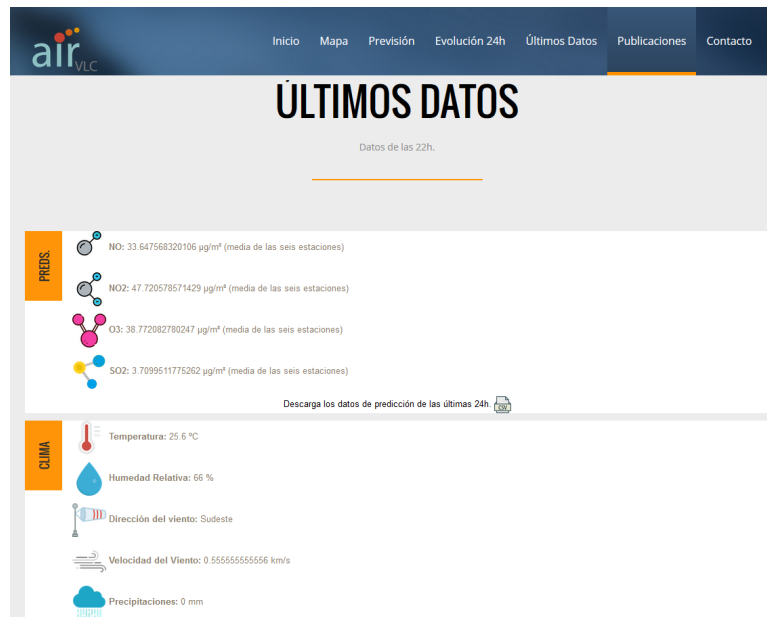 air VLC
Inicio Mapa Previsión Evolución 24h Últimos Datos Publicaciones Contacto
ÚLTIMOS DATOS
Datos de las 22h.
PREDS.
NO: 33.647568320106 µg/m³ (media de las seis estaciones)
NO2: 47.720578571429 µg/m³ (media de las seis estaciones)
O3: 38.772082780247 µg/m³ (media de las seis estaciones)
SO2: 3.7099511775262 µg/m³ (media de las seis estaciones)
Descarga los datos de predicción de las últimas 24h. CSV
CLIMA
Temperatura: 25.6 ºC
Humedad Relativa: 66 %
Dirección del viento: Sudeste
Velocidad del Viento: 0.555555555556 km/s
Precipitaciones: 0 mm